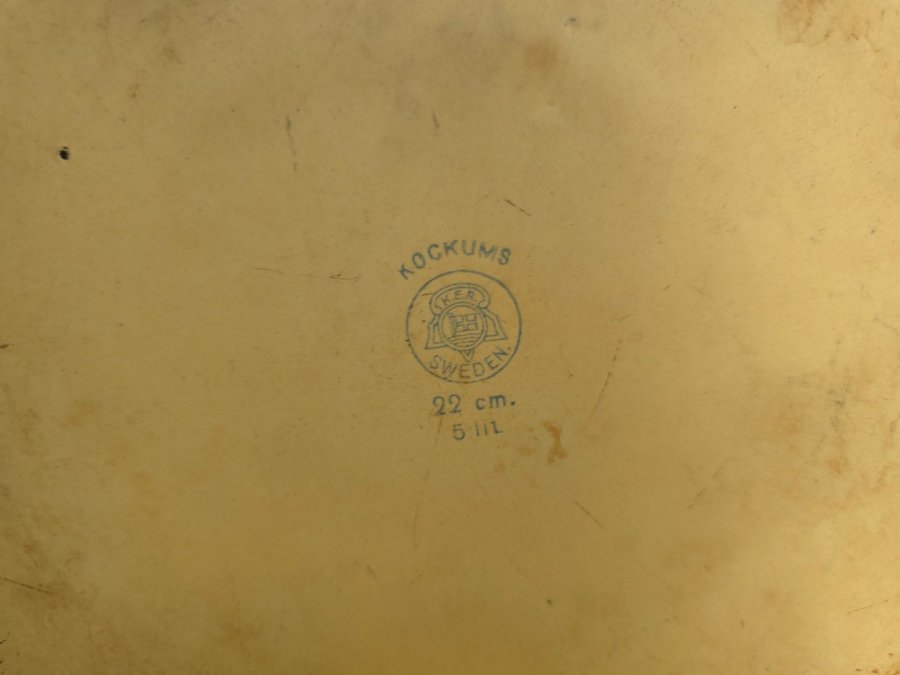 KOCKUMS
K.E.R.
SWEDEN.
22 cm.
5 lit.